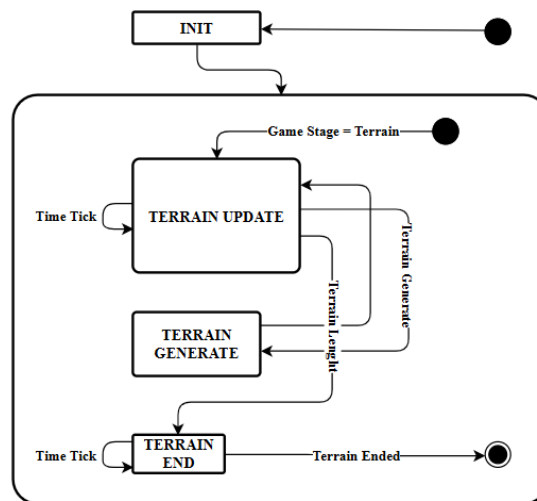 INIT
Game Stage = Terrain
Time Tick
TERRAIN UPDATE
Terrain Generate
Terrain Lenght
TERRAIN
GENERATE
Time Tick
TERRAIN
END
Terrain Ended